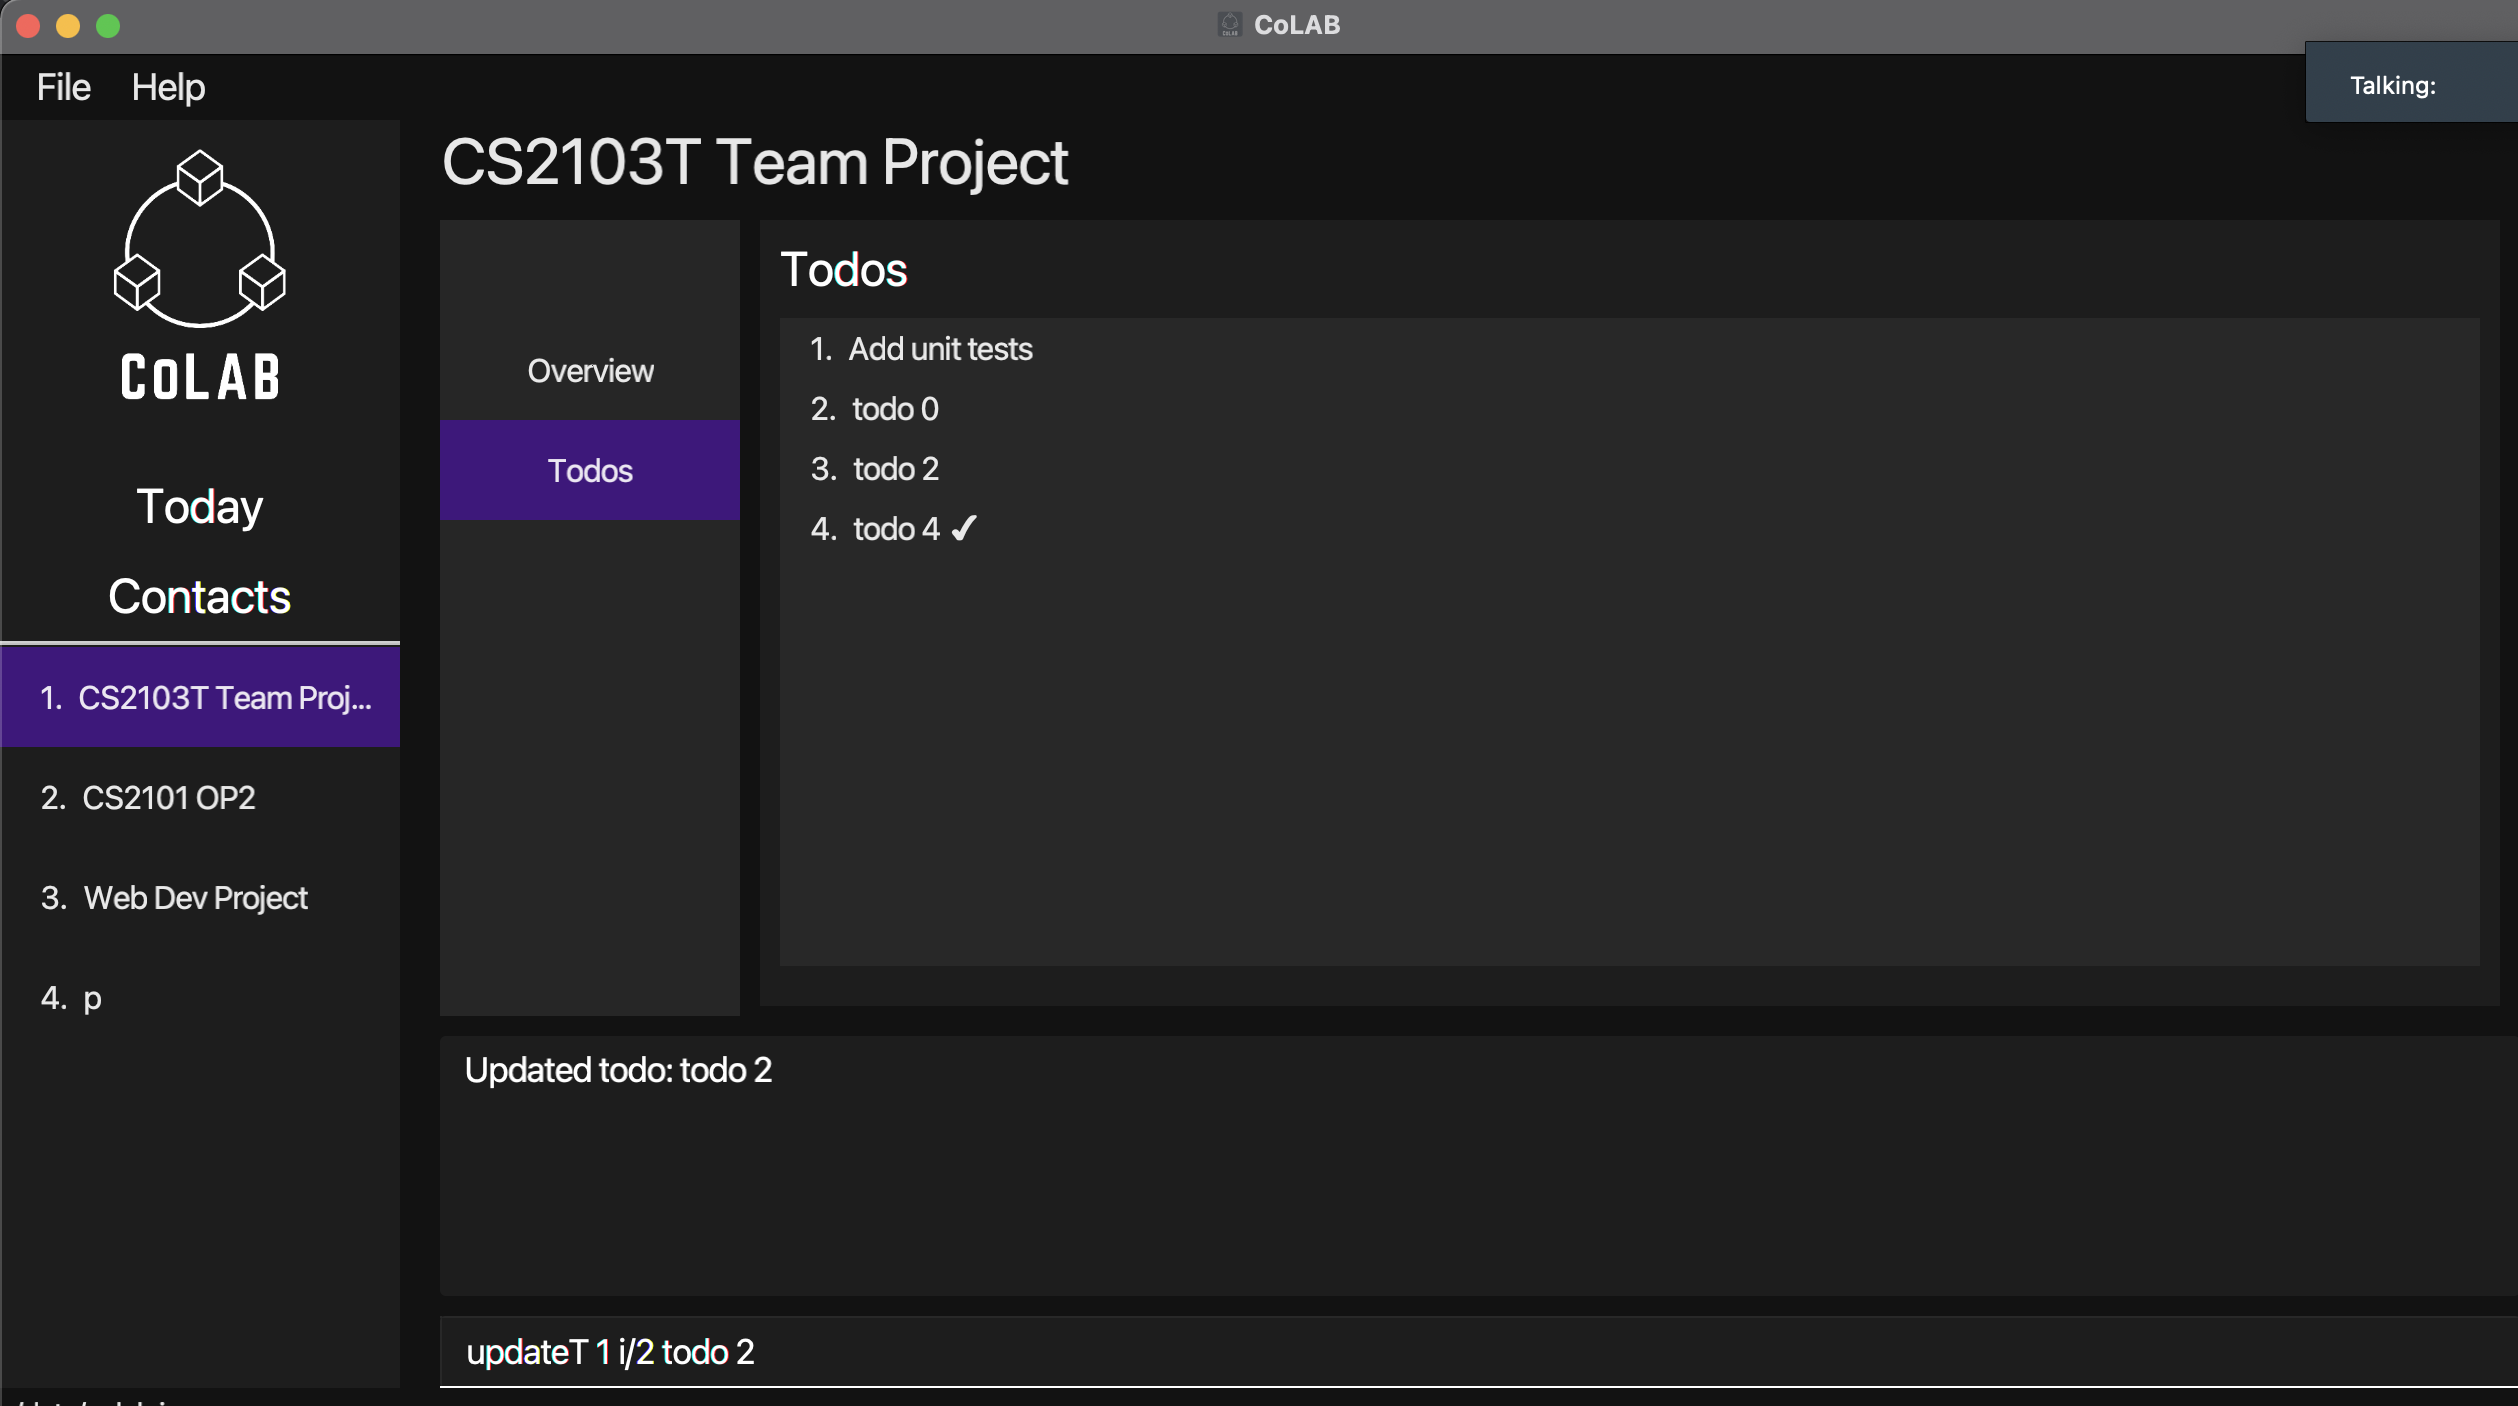 CoLAB
File Help
Talking:
CoLAB
Today
Contacts
1. CS2103T Team Proj...
2. CS2101 OP2
3. Web Dev Project
4. p
CS2103T Team Project
Overview
Todos
Todos
1. Add unit tests
2. todo 0
3. todo 2
4. todo 4 ✔
Updated todo: todo 2
updateT 1 i/2 todo 2